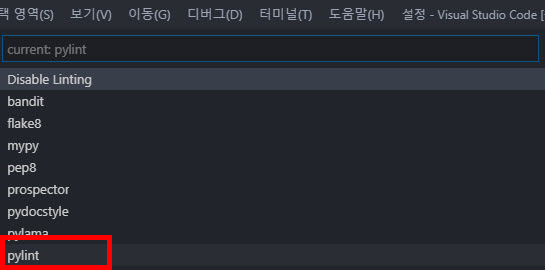 택 영역(S) 보기(V) 이동(G) 디버그(D) 터미널(T) 도움말(H) 설정 - Visual Studio Code [
current: pylint
Disable Linting
bandit
flake8
mypy
pep8
prospector
pydocstyle
pylama
pylint